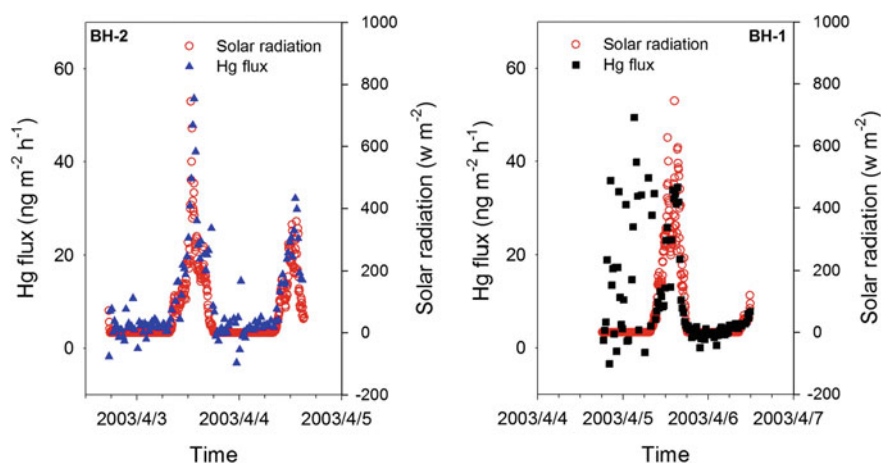 BH-2
Solar radiation
Hg flux
60
40
20
0
Hg flux (ng m⁻² h⁻¹)
1000
800
600
400
200
0
-200
Solar radiation (w m⁻²)
2003/4/3
2003/4/4
2003/4/5
Time
BH-1
Solar radiation
Hg flux
60
40
20
0
Hg flux (ng m⁻² h⁻¹)
1000
800
600
400
200
0
-200
Solar radiation (w m⁻²)
2003/4/4
2003/4/5
2003/4/6
2003/4/7
Time